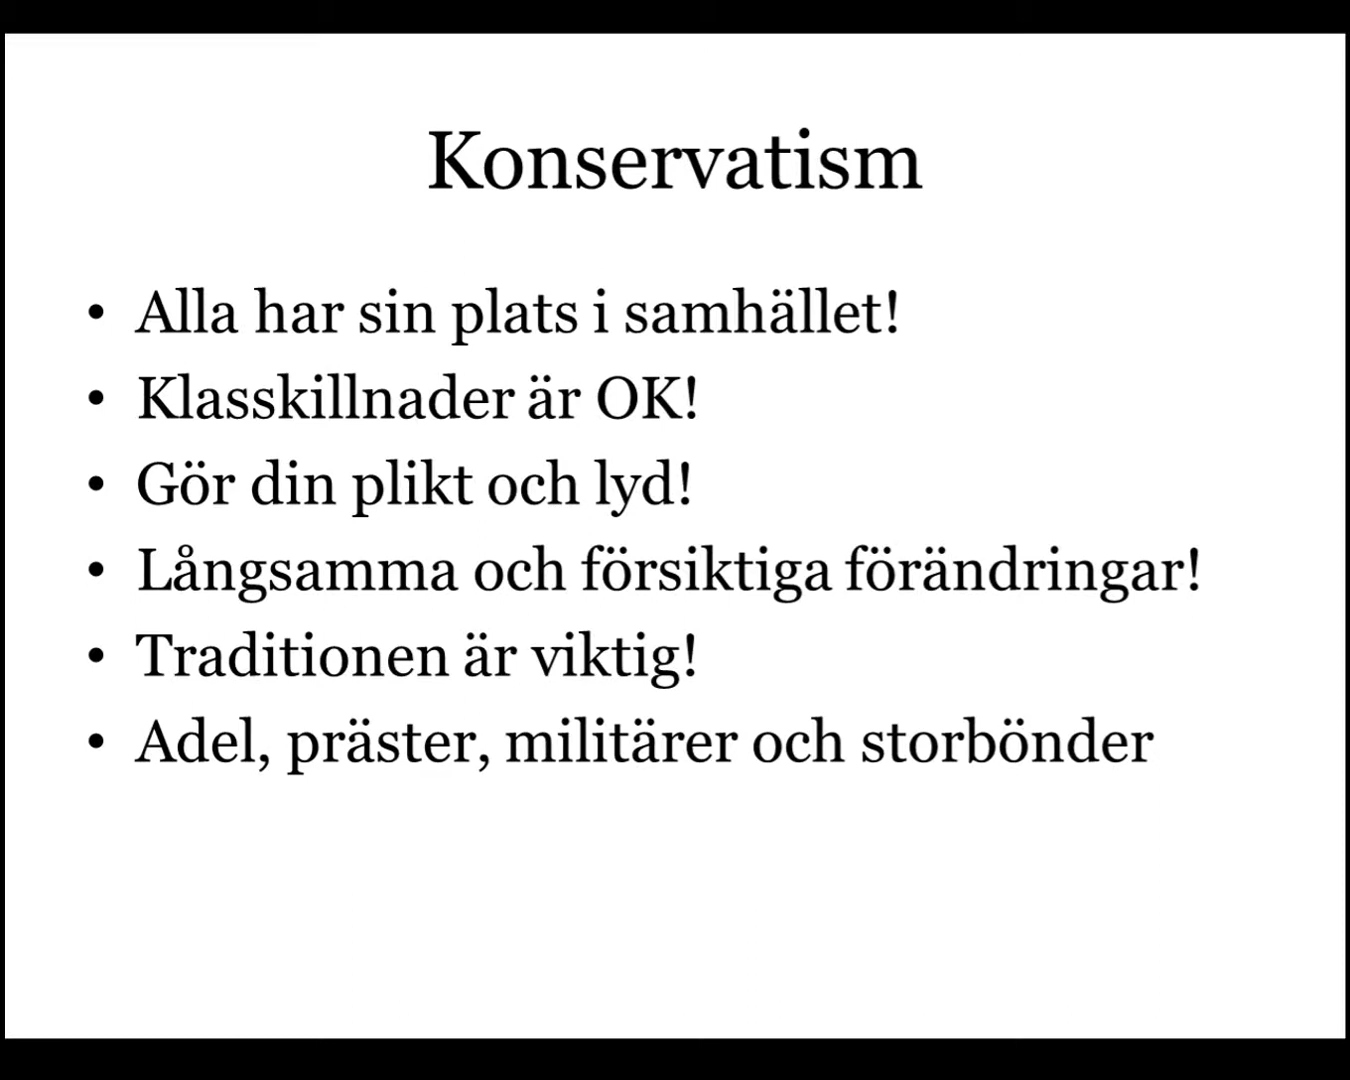 Konservatism
• Alla har sin plats i samhället!
• Klasskillnader är OK!
• Gör din plikt och lyd!
• Långsamma och försiktiga förändringar!
• Traditionen är viktig!
• Adel, präster, militärer och storbönder